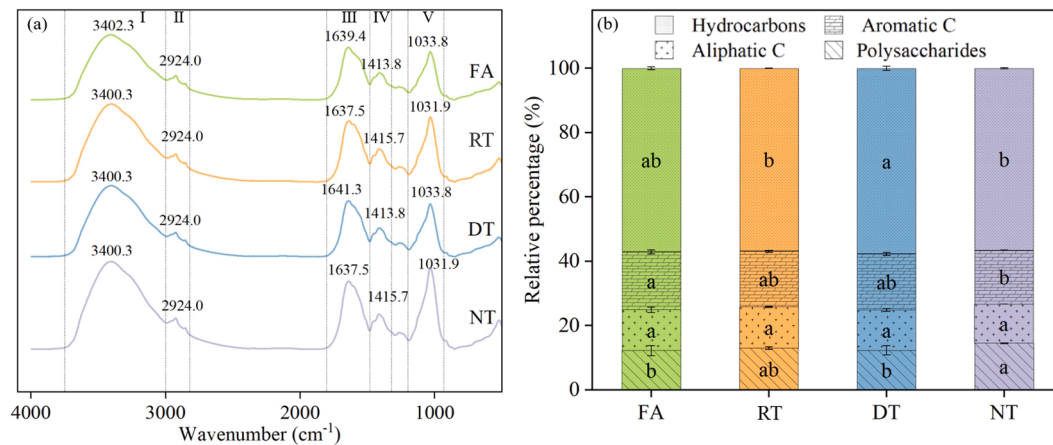 (a)
I II III IV V
3402.3
2924.0
1639.4
1413.8
1033.8
FA
3400.3
2924.0
1637.5
1415.7
1031.9
RT
3400.3
2924.0
1641.3
1413.8
1033.8
DT
3400.3
2924.0
1637.5
1415.7
1031.9
NT
4000 3000 2000 1000
Wavenumber (cm⁻¹)
(b)
Hydrocarbons Aromatic C
Aliphatic C Polysaccharides
Relative percentage (%)
100
80
60
40
20
0
ab b a b
a ab ab b
a a a a
b ab b a
FA RT DT NT